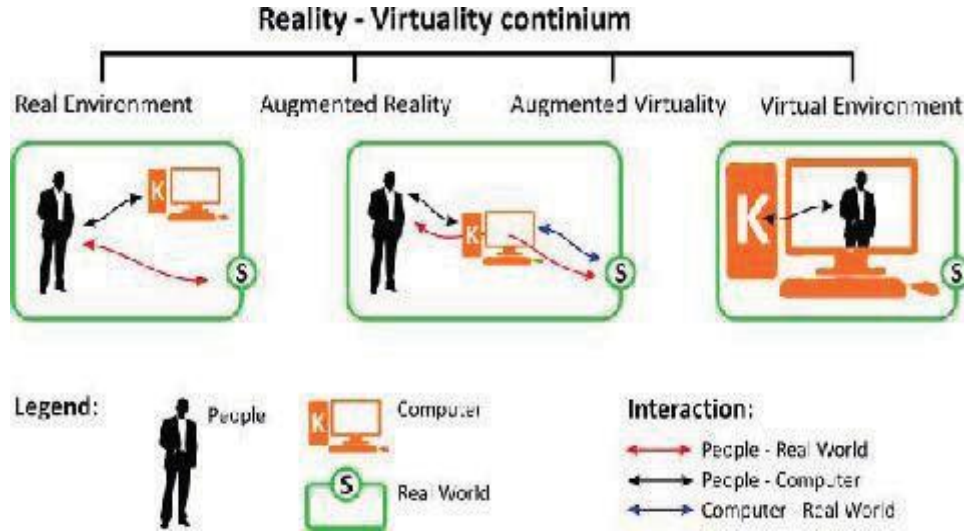 Reality - Virtuality continium
Real Environment
Augmented Reality
Augmented Virtuality
Virtual Environment
K
S
K
S
K
S
Legend:
People
K
Computer
S
Real World
Interaction:
People - Real World
People - Computer
Computer - Real World